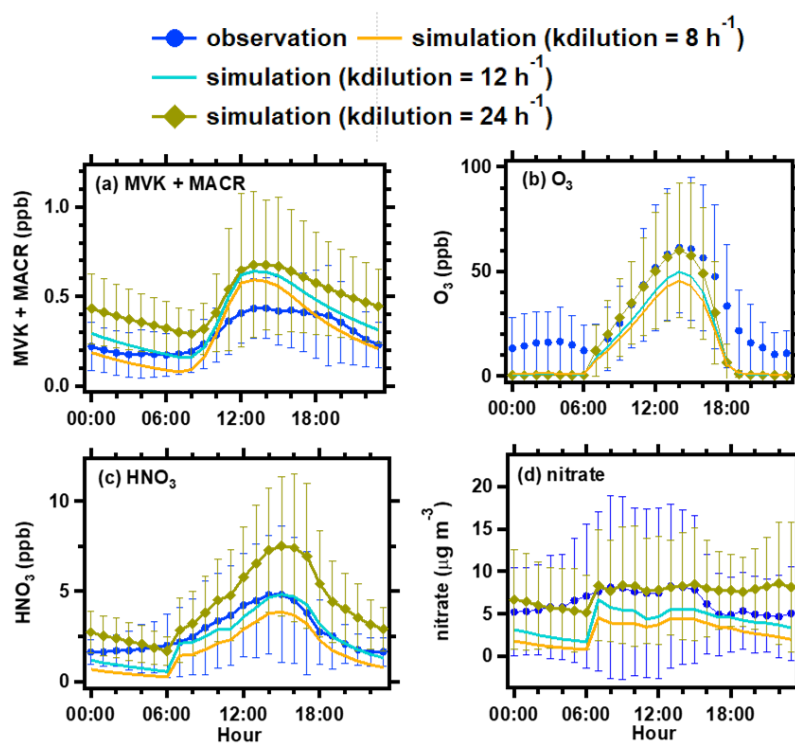 observation simulation (kdilution = 8 h⁻¹)
simulation (kdilution = 12 h⁻¹)
simulation (kdilution = 24 h⁻¹)
(a) MVK + MACR
MVK + MACR (ppb)
1.0
0.5
0.0
00:00 06:00 12:00 18:00
(b) O₃
O₃ (ppb)
100
50
0
00:00 06:00 12:00 18:00
(c) HNO₃
HNO₃ (ppb)
10
5
0
00:00 06:00 12:00 18:00
Hour
(d) nitrate
nitrate (µg m⁻³)
20
15
10
5
0
00:00 06:00 12:00 18:00
Hour